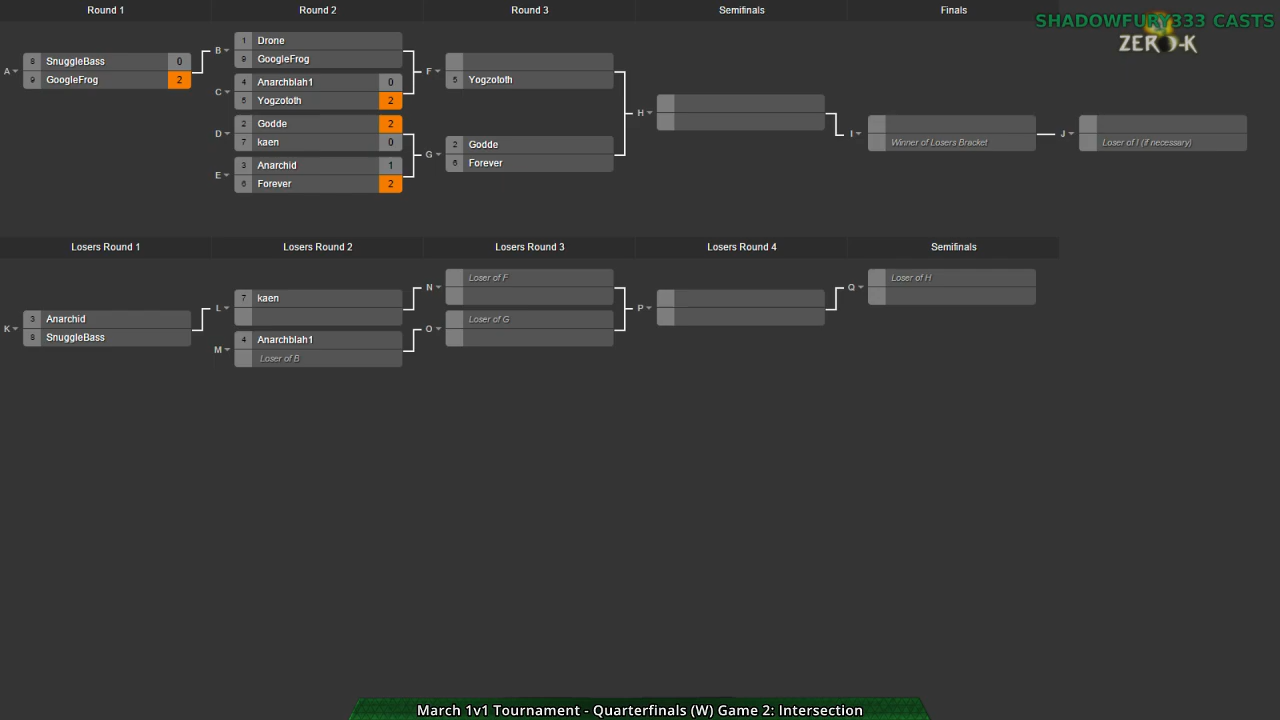 Round 1
Round 2
Round 3
Semifinals
Finals
SHADOWFURY333 CASTS
ZERO-K
A
8 SnuggleBass 0
9 GoogleFrog 2
B
1 Drone
9 GoogleFrog
C
4 Anarchblah1 0
5 Yogzototh 2
D
2 Godde 2
7 kaen 0
E
3 Anarchid 1
6 Forever 2
F
5 Yogzototh
G
2 Godde
6 Forever
H
I
Winner of Losers Bracket
J
Loser of I (if necessary)
Losers Round 1
Losers Round 2
Losers Round 3
Losers Round 4
Semifinals
K
3 Anarchid
8 SnuggleBass
L
7 kaen
M
4 Anarchblah1
Loser of B
N
Loser of F
O
Loser of G
P
Q
Loser of H
March 1v1 Tournament - Quarterfinals (W) Game 2: Intersection